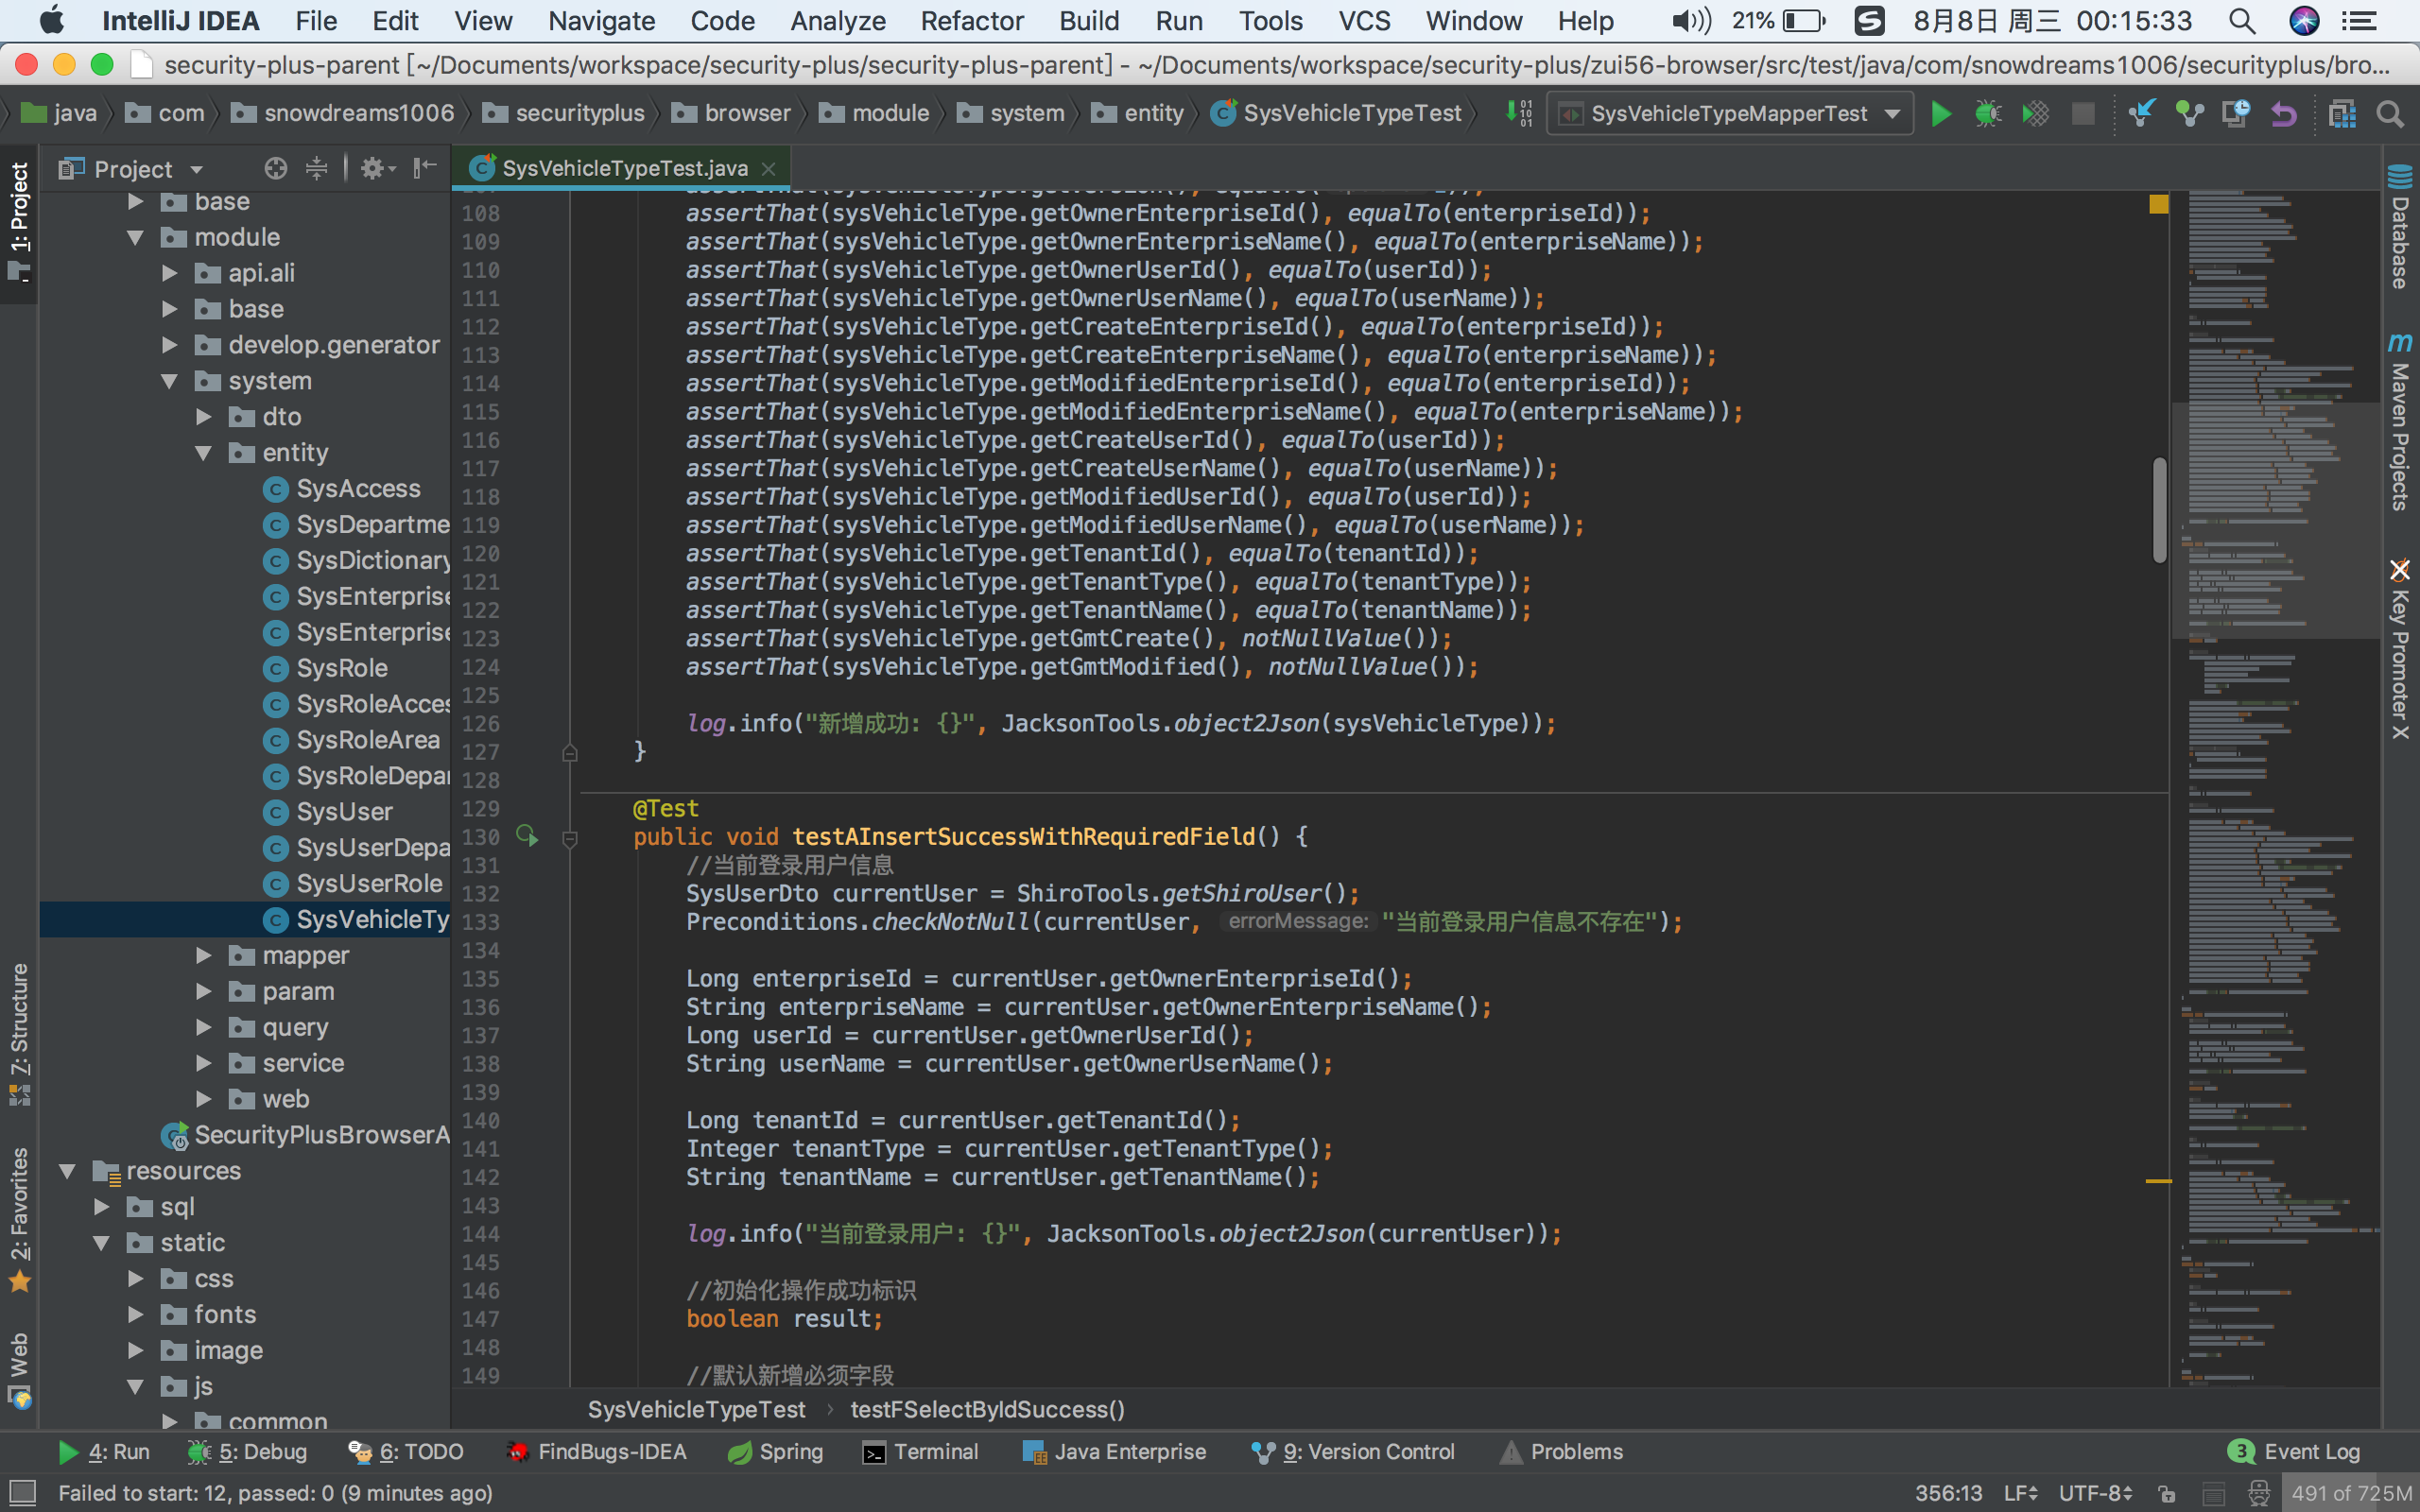 IntelliJ IDEA File Edit View Navigate Code Analyze Refactor Build Run Tools VCS Window Help 21% 8月8日 周三 00:15:33
security-plus-parent [~/Documents/workspace/security-plus/security-plus-parent] - ~/Documents/workspace/security-plus/zui56-browser/src/test/java/com/snowdreams1006/securityplus/bro...
java com snowdreams1006 securityplus browser module system entity SysVehicleTypeTest SysVehicleTypeMapperTest
Project
SysVehicleTypeTest.java
1: Project
7: Structure
2: Favorites
Web
base
module
api.ali
base
develop.generator
system
dto
entity
SysAccess
SysDepartme
SysDictionary
SysEnterprise
SysEnterprise
SysRole
SysRoleAcces
SysRoleArea
SysRoleDepar
SysUser
SysUserDepa
SysUserRole
SysVehicleTy
mapper
param
query
service
web
SecurityPlusBrowserA
resources
sql
static
css
fonts
image
js
common
108 assertThat(sysVehicleType.getOwnerEnterpriseId(), equalTo(enterpriseId));
109 assertThat(sysVehicleType.getOwnerEnterpriseName(), equalTo(enterpriseName));
110 assertThat(sysVehicleType.getOwnerUserId(), equalTo(userId));
111 assertThat(sysVehicleType.getOwnerUserName(), equalTo(userName));
112 assertThat(sysVehicleType.getCreateEnterpriseId(), equalTo(enterpriseId));
113 assertThat(sysVehicleType.getCreateEnterpriseName(), equalTo(enterpriseName));
114 assertThat(sysVehicleType.getModifiedEnterpriseId(), equalTo(enterpriseId));
115 assertThat(sysVehicleType.getModifiedEnterpriseName(), equalTo(enterpriseName));
116 assertThat(sysVehicleType.getCreateUserId(), equalTo(userId));
117 assertThat(sysVehicleType.getCreateUserName(), equalTo(userName));
118 assertThat(sysVehicleType.getModifiedUserId(), equalTo(userId));
119 assertThat(sysVehicleType.getModifiedUserName(), equalTo(userName));
120 assertThat(sysVehicleType.getTenantId(), equalTo(tenantId));
121 assertThat(sysVehicleType.getTenantType(), equalTo(tenantType));
122 assertThat(sysVehicleType.getTenantName(), equalTo(tenantName));
123 assertThat(sysVehicleType.getGmtCreate(), notNullValue());
124 assertThat(sysVehicleType.getGmtModified(), notNullValue());
125
126 log.info("新增成功: {}", JacksonTools.object2Json(sysVehicleType));
127 }
128
129 @Test
130 public void testAInsertSuccessWithRequiredField() {
131 //当前登录用户信息
132 SysUserDto currentUser = ShiroTools.getShiroUser();
133 Preconditions.checkNotNull(currentUser, errorMessage: "当前登录用户信息不存在");
134
135 Long enterpriseId = currentUser.getOwnerEnterpriseId();
136 String enterpriseName = currentUser.getOwnerEnterpriseName();
137 Long userId = currentUser.getOwnerUserId();
138 String userName = currentUser.getOwnerUserName();
139
140 Long tenantId = currentUser.getTenantId();
141 Integer tenantType = currentUser.getTenantType();
142 String tenantName = currentUser.getTenantName();
143
144 log.info("当前登录用户: {}", JacksonTools.object2Json(currentUser));
145
146 //初始化操作成功标识
147 boolean result;
148
149 //默认新增必须字段
SysVehicleTypeTest › testFSelectByIdSuccess()
Database
Maven Projects
Key Promoter X
4: Run 5: Debug 6: TODO FindBugs-IDEA Spring Terminal Java Enterprise 9: Version Control Problems 3 Event Log
Failed to start: 12, passed: 0 (9 minutes ago) 356:13 LF UTF-8 491 of 725M